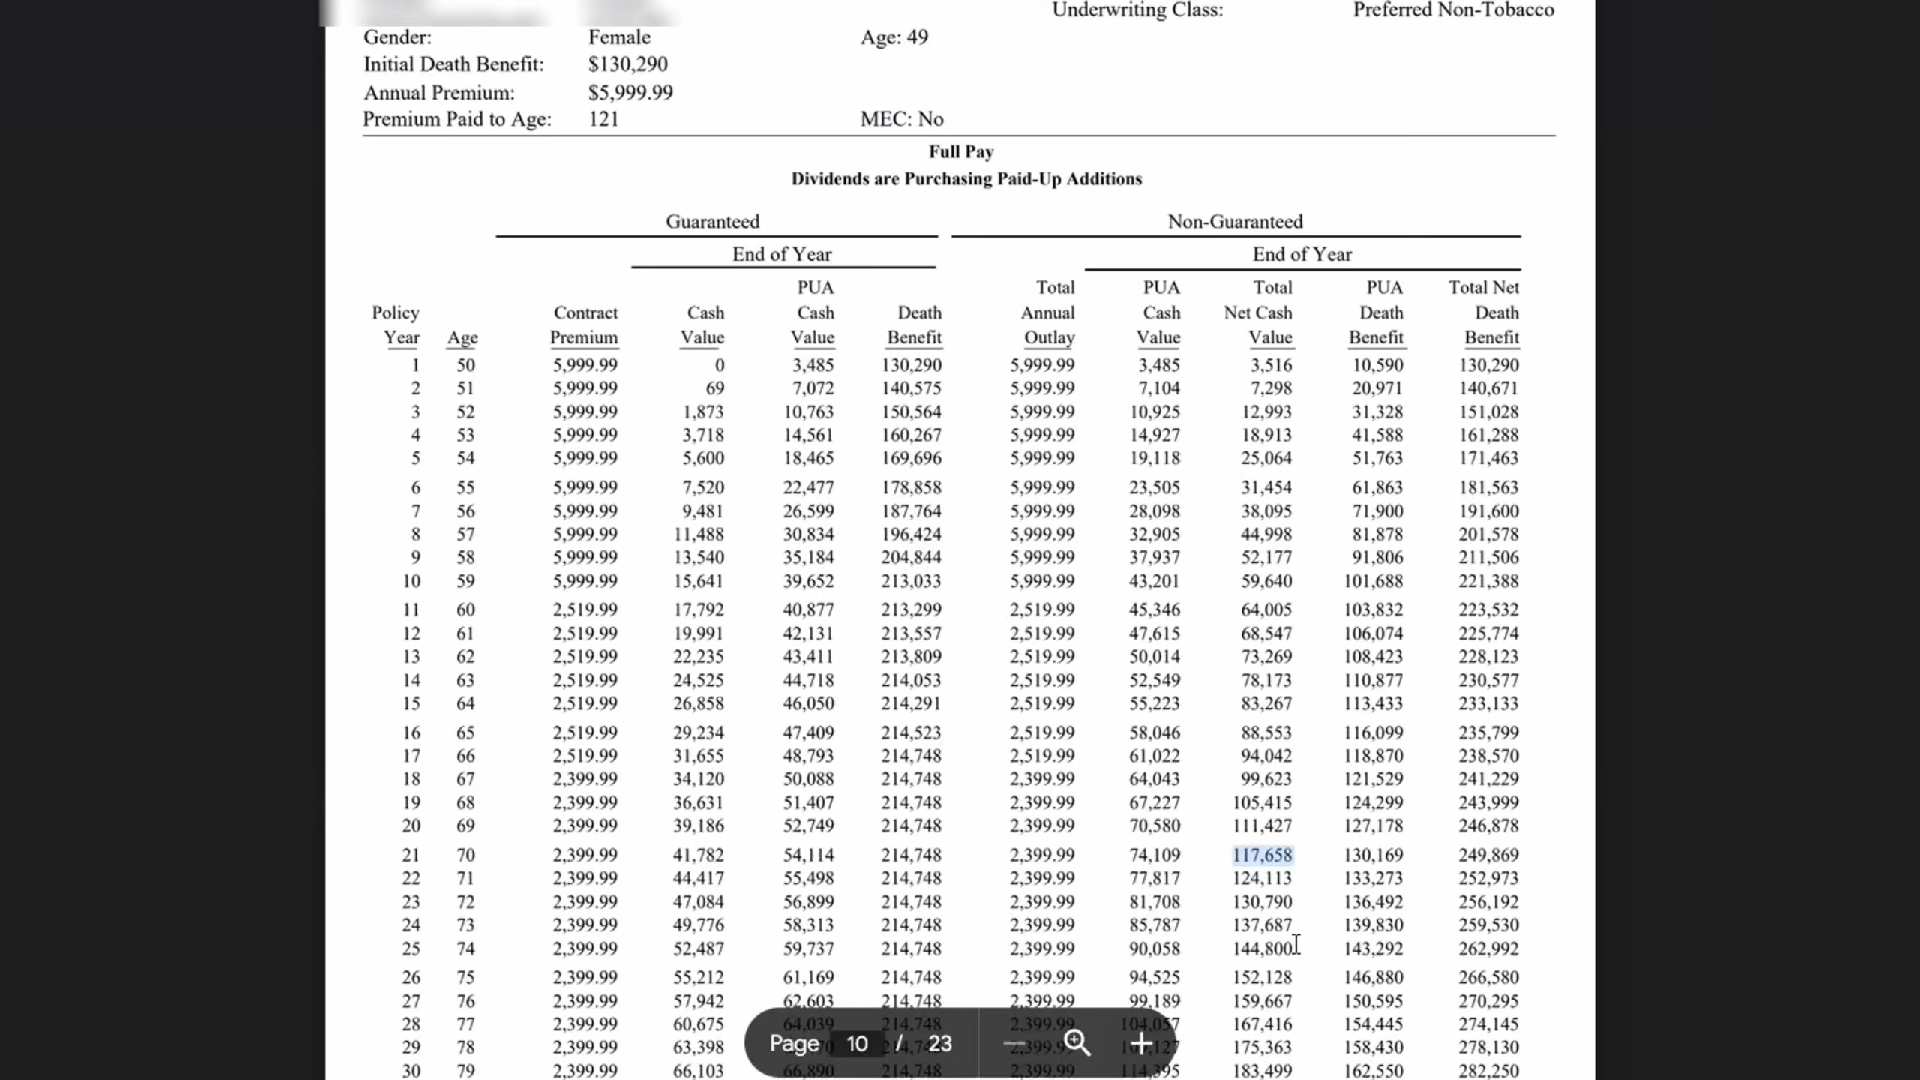 Underwriting Class: Preferred Non-Tobacco
Gender: Female Age: 49
Initial Death Benefit: $130,290
Annual Premium: $5,999.99
Premium Paid to Age: 121 MEC: No
Full Pay
Dividends are Purchasing Paid-Up Additions
Guaranteed Non-Guaranteed
End of Year End of Year
PUA Total PUA Total PUA Total Net
Policy Contract Cash Cash Death Annual Cash Net Cash Death Death
Year Age Premium Value Value Benefit Outlay Value Value Benefit Benefit
1 50 5,999.99 0 3,485 130,290 5,999.99 3,485 3,516 10,590 130,290
2 51 5,999.99 69 7,072 140,575 5,999.99 7,104 7,298 20,971 140,671
3 52 5,999.99 1,873 10,763 150,564 5,999.99 10,925 12,993 31,328 151,028
4 53 5,999.99 3,718 14,561 160,267 5,999.99 14,927 18,913 41,588 161,288
5 54 5,999.99 5,600 18,465 169,696 5,999.99 19,118 25,064 51,763 171,463
6 55 5,999.99 7,520 22,477 178,858 5,999.99 23,505 31,454 61,863 181,563
7 56 5,999.99 9,481 26,599 187,764 5,999.99 28,098 38,095 71,900 191,600
8 57 5,999.99 11,488 30,834 196,424 5,999.99 32,905 44,998 81,878 201,578
9 58 5,999.99 13,540 35,184 204,844 5,999.99 37,937 52,177 91,806 211,506
10 59 5,999.99 15,641 39,652 213,033 5,999.99 43,201 59,640 101,688 221,388
11 60 2,519.99 17,792 40,877 213,299 2,519.99 45,346 64,005 103,832 223,532
12 61 2,519.99 19,991 42,131 213,557 2,519.99 47,615 68,547 106,074 225,774
13 62 2,519.99 22,235 43,411 213,809 2,519.99 50,014 73,269 108,423 228,123
14 63 2,519.99 24,525 44,718 214,053 2,519.99 52,549 78,173 110,877 230,577
15 64 2,519.99 26,858 46,050 214,291 2,519.99 55,223 83,267 113,433 233,133
16 65 2,519.99 29,234 47,409 214,523 2,519.99 58,046 88,553 116,099 235,799
17 66 2,519.99 31,655 48,793 214,748 2,519.99 61,022 94,042 118,870 238,570
18 67 2,399.99 34,120 50,088 214,748 2,399.99 64,043 99,623 121,529 241,229
19 68 2,399.99 36,631 51,407 214,748 2,399.99 67,227 105,415 124,299 243,999
20 69 2,399.99 39,186 52,749 214,748 2,399.99 70,580 111,427 127,178 246,878
21 70 2,399.99 41,782 54,114 214,748 2,399.99 74,109 117,658 130,169 249,869
22 71 2,399.99 44,417 55,498 214,748 2,399.99 77,817 124,113 133,273 252,973
23 72 2,399.99 47,084 56,899 214,748 2,399.99 81,708 130,790 136,492 256,192
24 73 2,399.99 49,776 58,313 214,748 2,399.99 85,787 137,687 139,830 259,530
25 74 2,399.99 52,487 59,737 214,748 2,399.99 90,058 144,800 143,292 262,992
26 75 2,399.99 55,212 61,169 214,748 2,399.99 94,525 152,128 146,880 266,580
27 76 2,399.99 57,942 62,603 214,748 2,399.99 99,189 159,667 150,595 270,295
28 77 2,399.99 60,675 64,039 214,748 2,399.99 104,057 167,416 154,445 274,145
29 78 2,399.99 63,398 175,363 158,430 278,130
30 79 2,399.99 66,103 66,890 214,748 2,399.99 114,395 183,499 162,550 282,250
Page 10 / 23